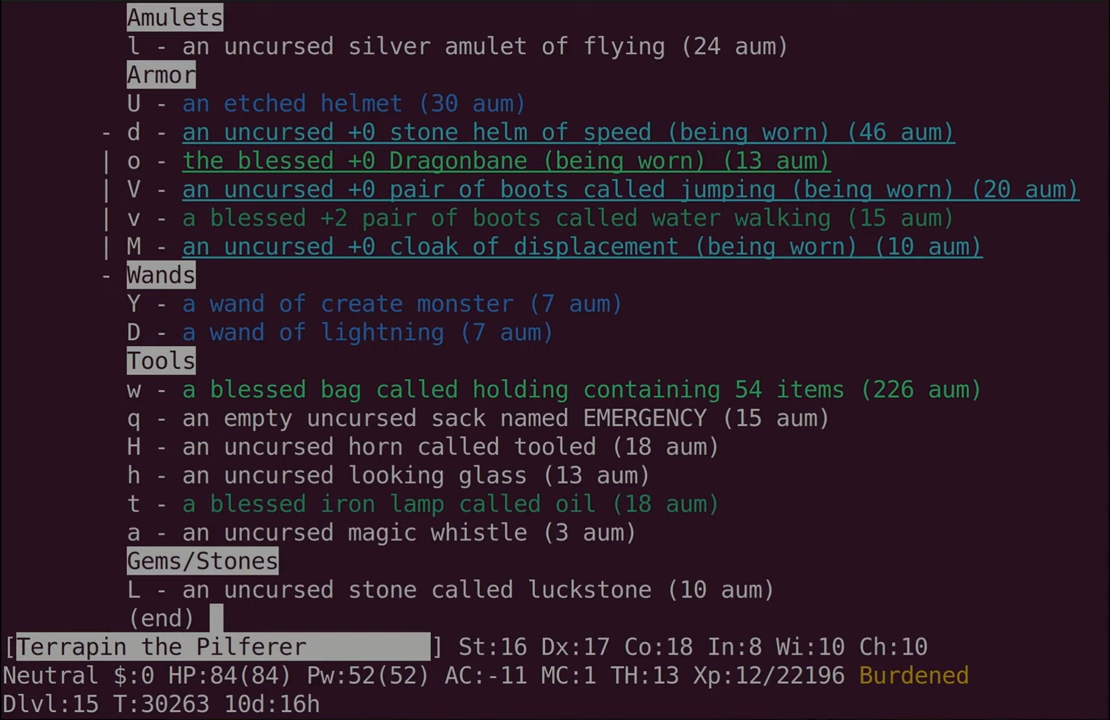 Amulets
l - an uncursed silver amulet of flying (24 aum)
Armor
U - an etched helmet (30 aum)
- d - an uncursed +0 stone helm of speed (being worn) (46 aum)
| o - the blessed +0 Dragonbane (being worn) (13 aum)
| V - an uncursed +0 pair of boots called jumping (being worn) (20 aum)
| v - a blessed +2 pair of boots called water walking (15 aum)
| M - an uncursed +0 cloak of displacement (being worn) (10 aum)
- Wands
Y - a wand of create monster (7 aum)
D - a wand of lightning (7 aum)
Tools
w - a blessed bag called holding containing 54 items (226 aum)
q - an empty uncursed sack named EMERGENCY (15 aum)
H - an uncursed horn called tooled (18 aum)
h - an uncursed looking glass (13 aum)
t - a blessed iron lamp called oil (18 aum)
a - an uncursed magic whistle (3 aum)
Gems/Stones
L - an uncursed stone called luckstone (10 aum)
(end)
[Terrapin the Pilferer ] St:16 Dx:17 Co:18 In:8 Wi:10 Ch:10
Neutral $:0 HP:84(84) Pw:52(52) AC:-11 MC:1 TH:13 Xp:12/22196 Burdened
Dlvl:15 T:30263 10d:16h